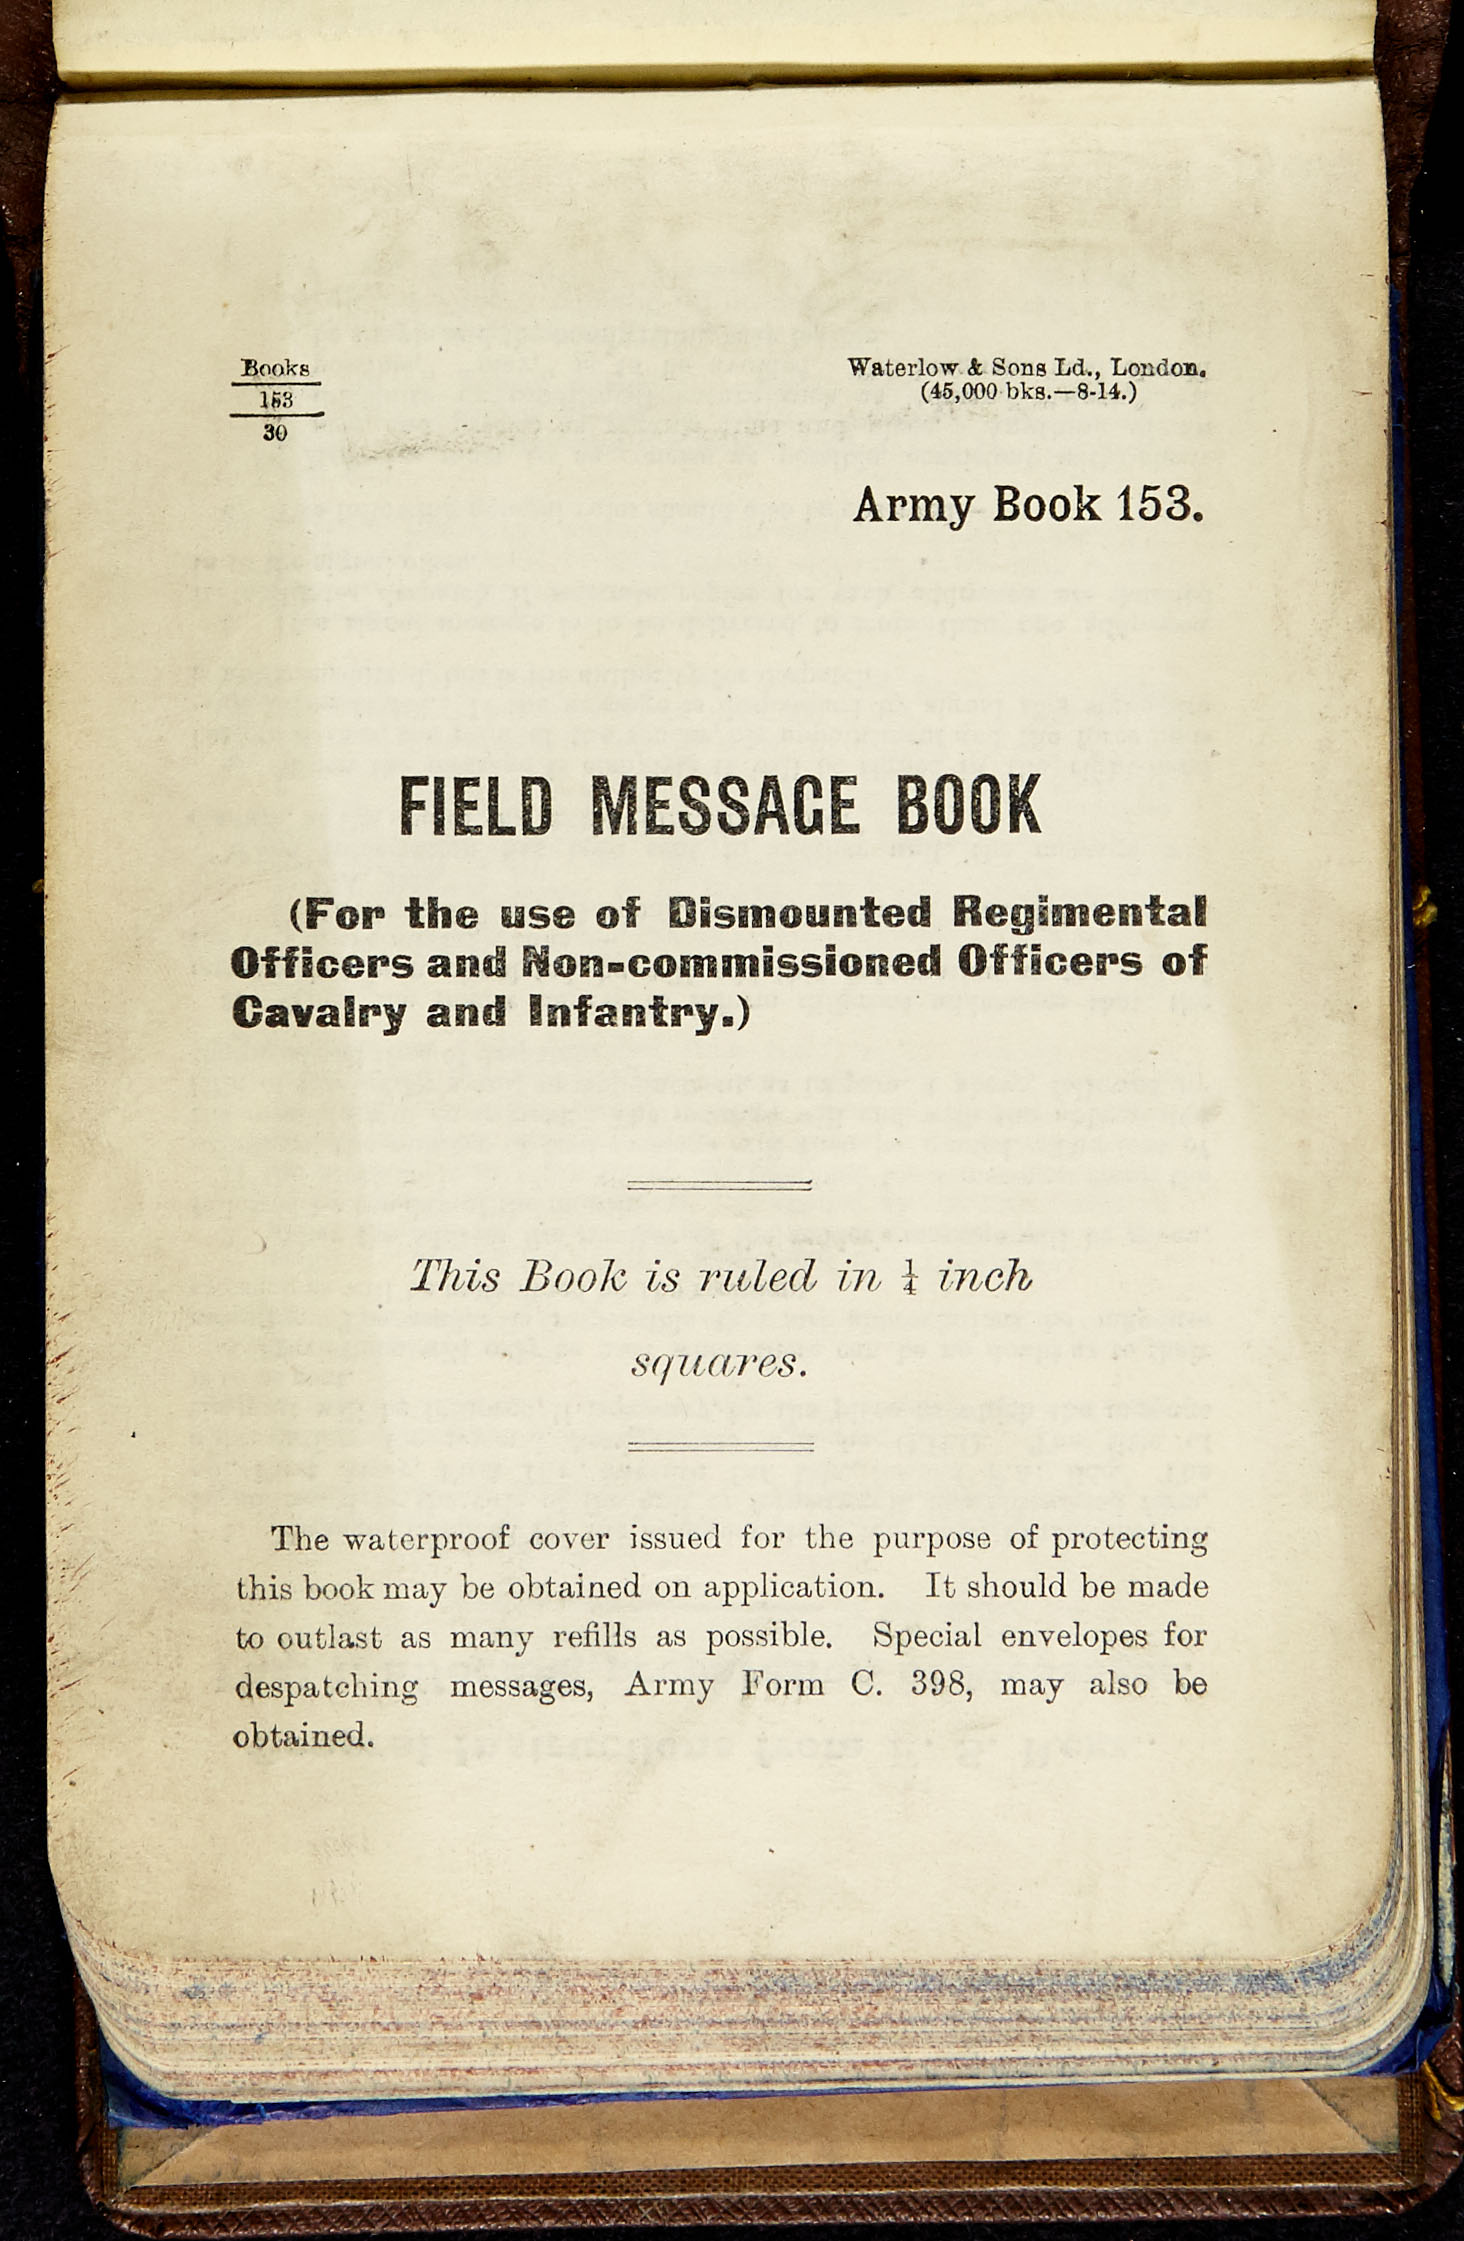 Books
153
30
Waterlow & Sons Ld., London.
(45,000 bks.—8-14.)
Army Book 153.
FIELD MESSAGE BOOK
(For the use of Dismounted Regimental
Officers and Non-commissioned Officers of
Cavalry and Infantry.)
This Book is ruled in ¼ inch
squares.
The waterproof cover issued for the purpose of protecting
this book may be obtained on application. It should be made
to outlast as many refills as possible. Special envelopes for
despatching messages, Army Form C. 398, may also be
obtained.